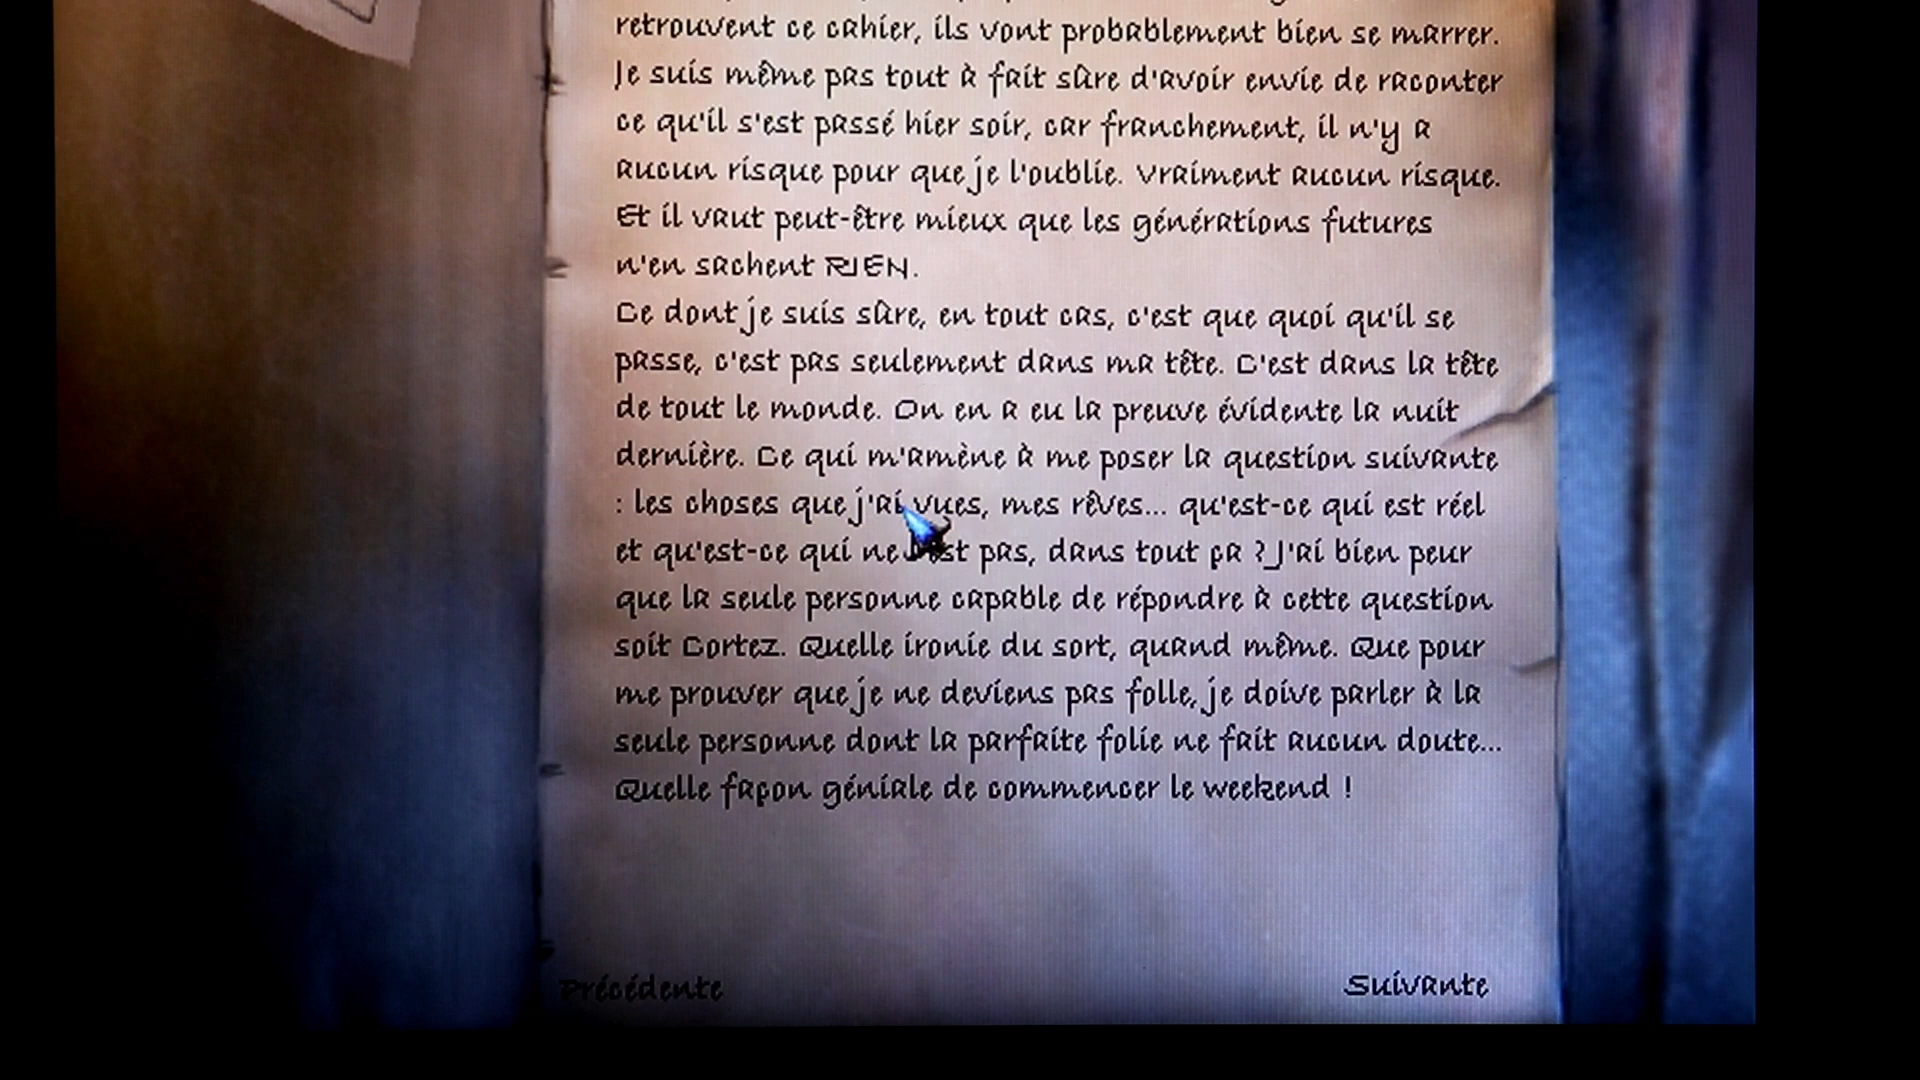 retrouvent ce cahier, ils vont probablement bien se marrer.
Je suis même pas tout à fait sûre d'avoir envie de raconter
ce qu'il s'est passé hier soir, car franchement, il n'y a
aucun risque pour que je l'oublie. Vraiment aucun risque.
Et il vaut peut-être mieux que les générations futures
n'en sachent RIEN.
Ce dont je suis sûre, en tout cas, c'est que quoi qu'il se
passe, c'est pas seulement dans ma tête. C'est dans la tête
de tout le monde. On en a eu la preuve évidente la nuit
dernière. Ce qui m'amène à me poser la question suivante
: les choses que j'ai vues, mes rêves... qu'est-ce qui est réel
et qu'est-ce qui ne pas, dans tout ça ? J'ai bien peur
que la seule personne capable de répondre à cette question
soit Cortez. Quelle ironie du sort, quand même. Que pour
me prouver que je ne deviens pas folle, je doive parler à la
seule personne dont la parfaite folie ne fait aucun doute...
Quelle façon géniale de commencer le weekend !
Précédente
Suivante